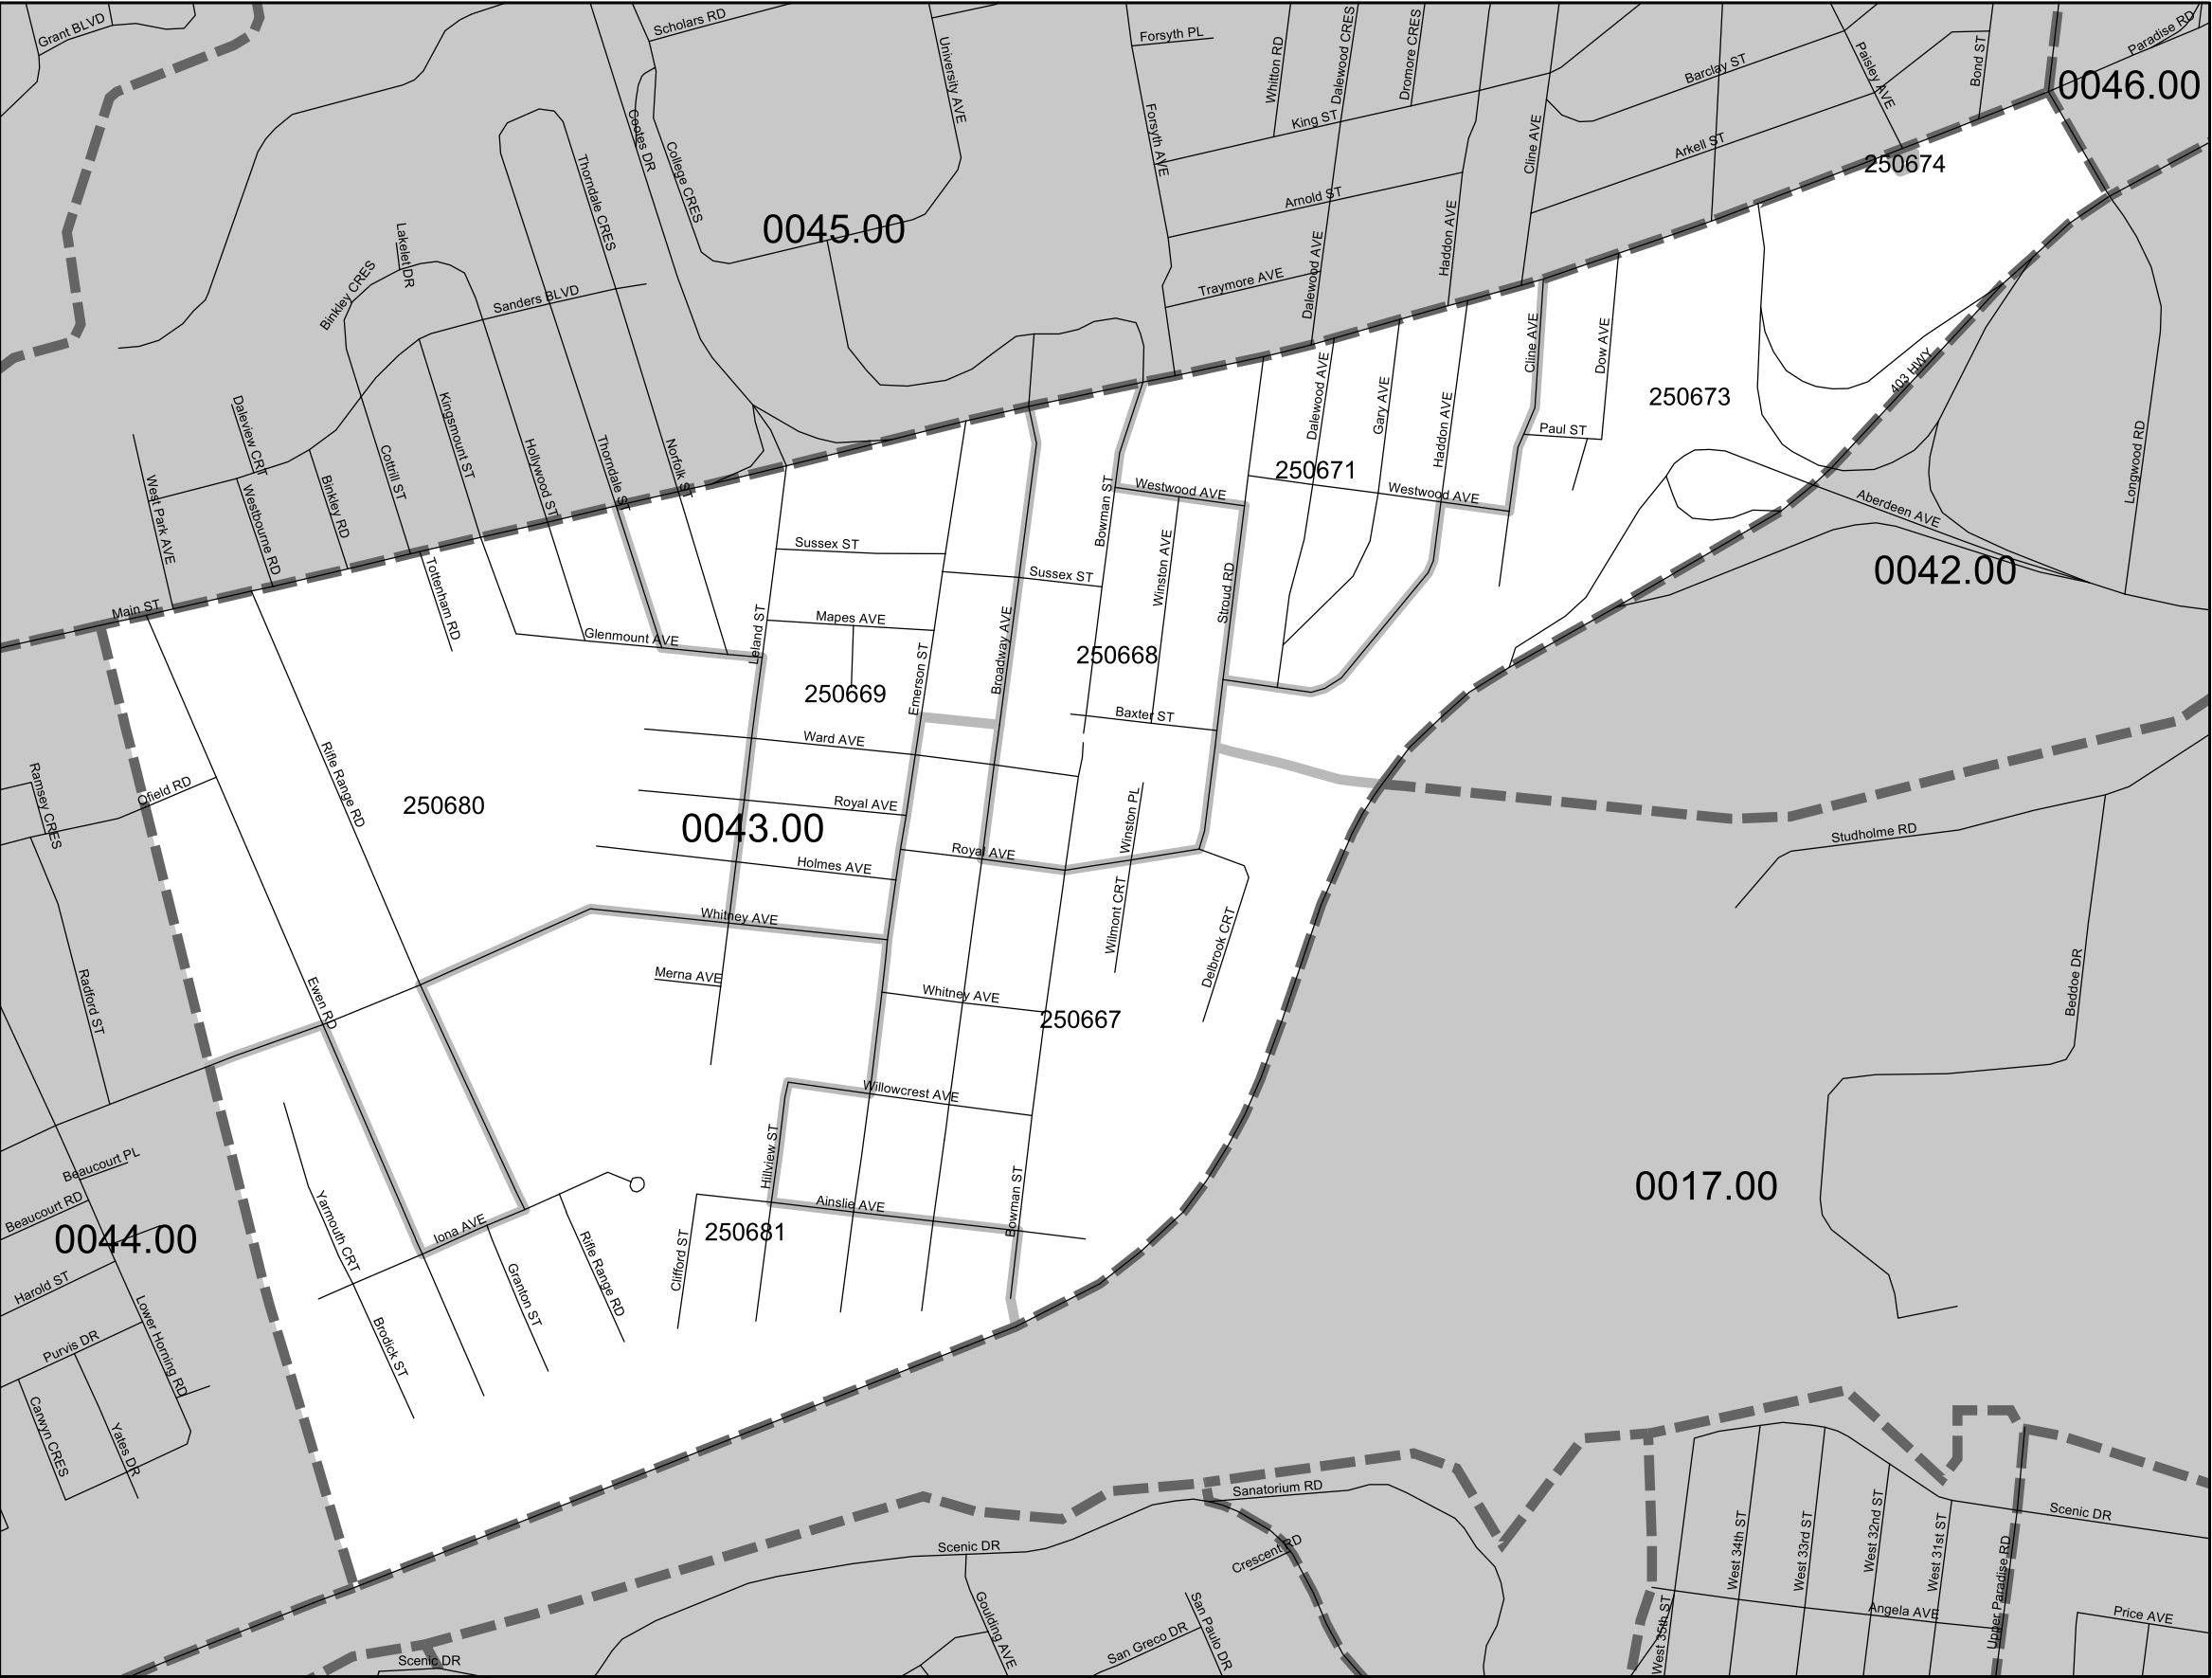 Grant BLVD
Scholars RD
University AVE
Forsyth PL
Whitton RD
Dalewood CRES
Dromore CRES
Barclay ST
Paisley AVE
Bond ST
Paradise RD
0046.00
Cootes DR
College CRES
Forsyth AVE
King ST
Cline AVE
Arkell ST
250674
Thorndale CRES
Lakelet DR
Binkley CRES
Sanders BLVD
0045.00
Arnold ST
Haddon AVE
Dalewood AVE
Traymore AVE
Daleview CRT
Kingsmount ST
Cottrill ST
Hollywood ST
Thorndale ST
Norfolk ST
Dalewood AVE
Gary AVE
Haddon AVE
Cline AVE
Dow AVE
Paul ST
250673
403 HWY
Longwood RD
West Park AVE
Westbourne RD
Binkley RD
Tottenham RD
Main ST
Bowman ST
Westwood AVE
250671
Westwood AVE
Aberdeen AVE
0042.00
Sussex ST
Sussex ST
Winston AVE
Stroud RD
Glenmount AVE
Leland ST
Mapes AVE
Emerson ST
Broadway AVE
250668
250669
Baxter ST
Ward AVE
Ramsey CRES
Ofield RD
Rifle Range RD
250680
0043.00
Royal AVE
Royal AVE
Winston PL
Holmes AVE
Wilmont CRT
Delbrook CRT
Studholme RD
Whitney AVE
Merna AVE
Whitney AVE
250667
Radford ST
Ewen RD
Beddoe DR
Willowcrest AVE
Hillview ST
Bowman ST
Ainslie AVE
250681
Clifford ST
Beaucourt PL
Beaucourt RD
0044.00
Harold ST
Purvis DR
Lower Horning RD
Carwyn CRES
Yates DR
Yarmouth CRT
Iona AVE
Brodick ST
Granton ST
Rifle Range RD
0017.00
Sanatorium RD
Scenic DR
Crescent RD
Goulding AVE
San Greco DR
San Paulo DR
Scenic DR
West 35th ST
West 34th ST
West 33rd ST
West 32nd ST
West 31st ST
Upper Paradise RD
Angela AVE
Scenic DR
Price AVE